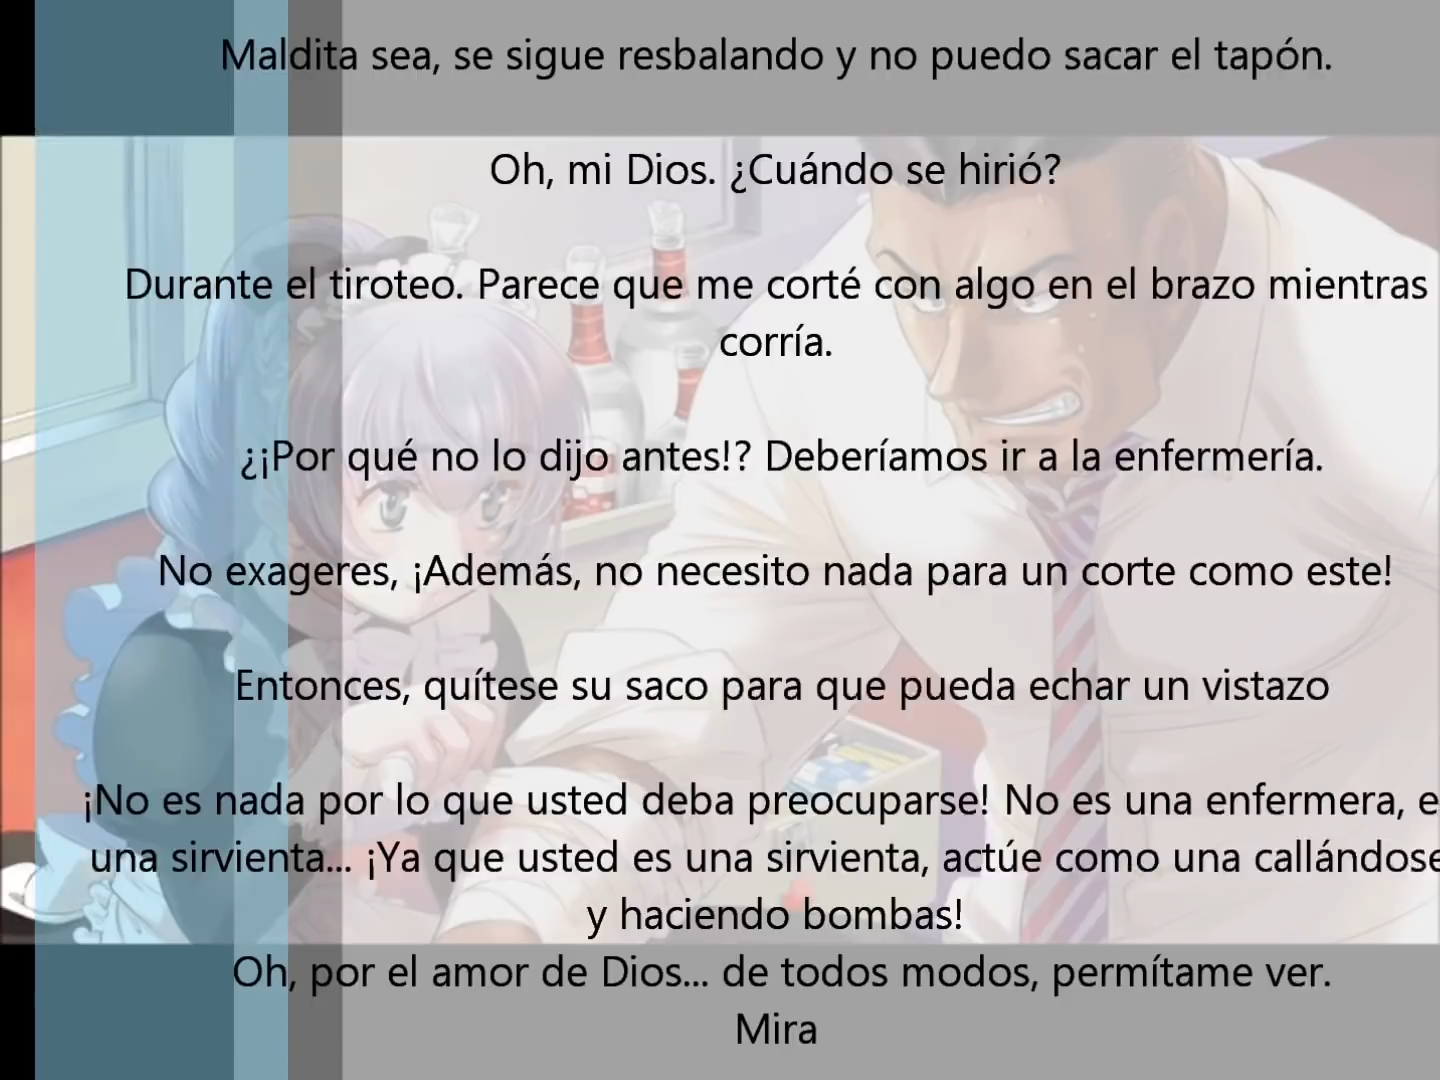 Maldita sea, se sigue resbalando y no puedo sacar el tapón.
Oh, mi Dios. ¿Cuándo se hirió?
Durante el tiroteo. Parece que me corté con algo en el brazo mientras
corría.
¿¡Por qué no lo dijo antes!? Deberíamos ir a la enfermería.
No exageres, ¡Además, no necesito nada para un corte como este!
Entonces, quítese su saco para que pueda echar un vistazo
¡No es nada por lo que usted deba preocuparse! No es una enfermera, e
una sirvienta... ¡Ya que usted es una sirvienta, actúe como una callándose
y haciendo bombas!
Oh, por el amor de Dios... de todos modos, permítame ver.
Mira